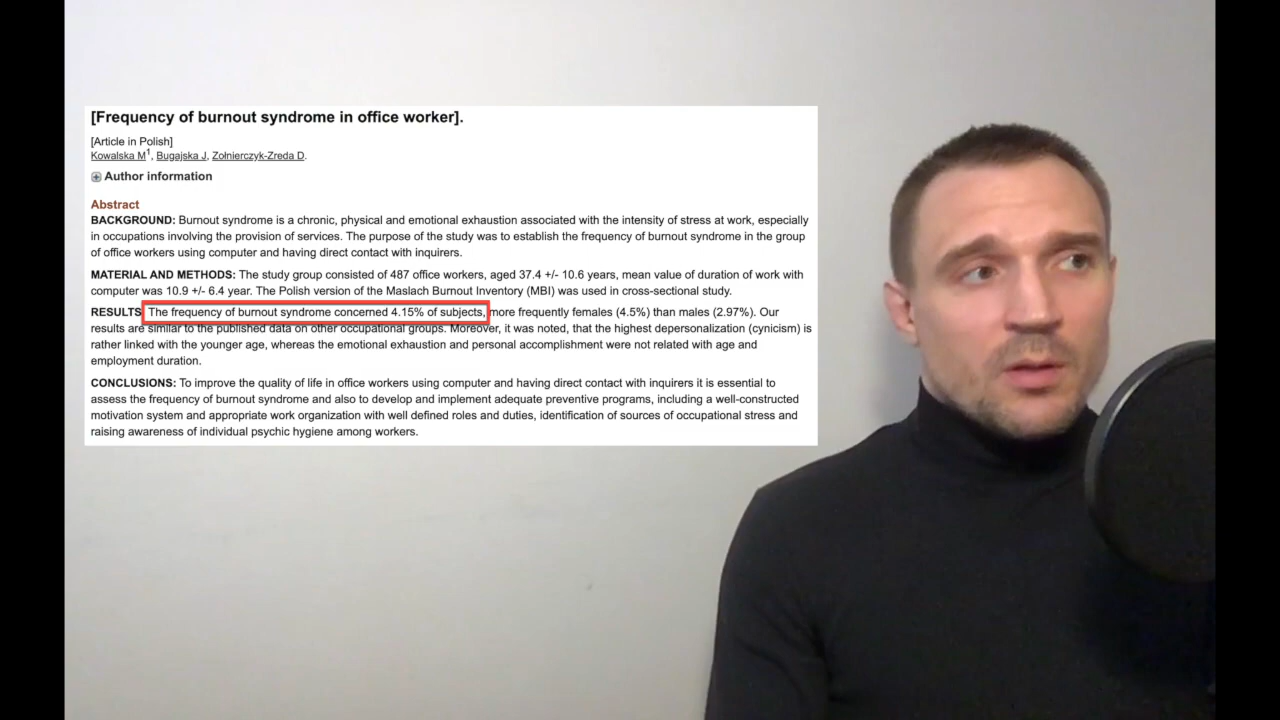 [Frequency of burnout syndrome in office worker].
[Article in Polish]
Kowalska M1, Bugajska J, Zołnierczyk-Zreda D.
Author information
Abstract
BACKGROUND: Burnout syndrome is a chronic, physical and emotional exhaustion associated with the intensity of stress at work, especially
in occupations involving the provision of services. The purpose of the study was to establish the frequency of burnout syndrome in the group
of office workers using computer and having direct contact with inquirers.
MATERIAL AND METHODS: The study group consisted of 487 office workers, aged 37.4 +/- 10.6 years, mean value of duration of work with
computer was 10.9 +/- 6.4 year. The Polish version of the Maslach Burnout Inventory (MBI) was used in cross-sectional study.
RESULTS: The frequency of burnout syndrome concerned 4.15% of subjects, more frequently females (4.5%) than males (2.97%). Our
results are similar to the published data on other occupational groups. Moreover, it was noted, that the highest depersonalization (cynicism) is
rather linked with the younger age, whereas the emotional exhaustion and personal accomplishment were not related with age and
employment duration.
CONCLUSIONS: To improve the quality of life in office workers using computer and having direct contact with inquirers it is essential to
assess the frequency of burnout syndrome and also to develop and implement adequate preventive programs, including a well-constructed
motivation system and appropriate work organization with well defined roles and duties, identification of sources of occupational stress and
raising awareness of individual psychic hygiene among workers.